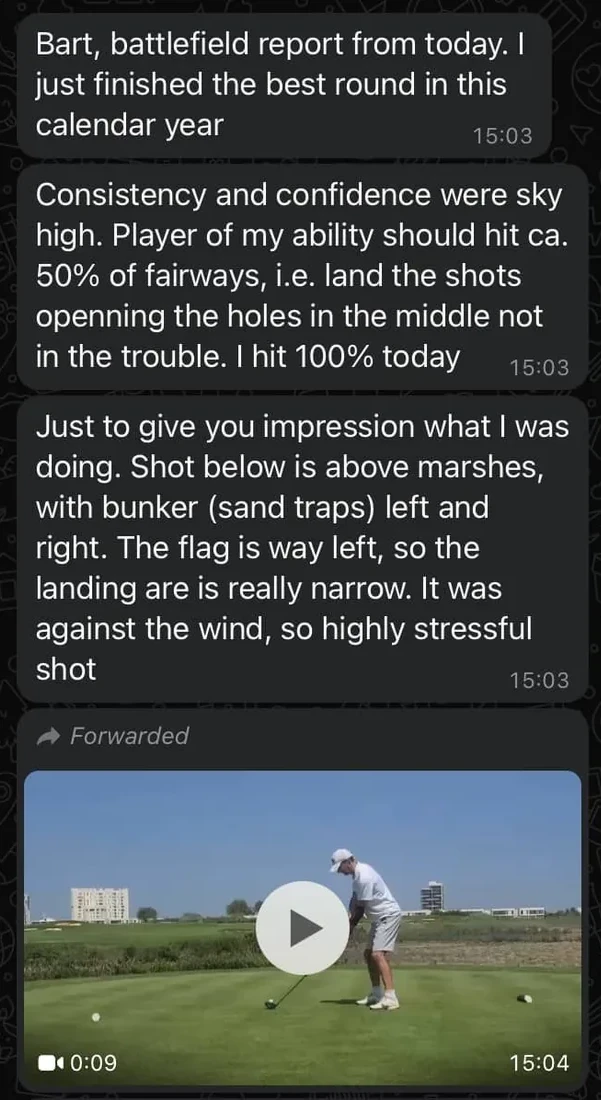 Bart, battlefield report from today. I
just finished the best round in this
calendar year
15:03
Consistency and confidence were sky
high. Player of my ability should hit ca.
50% of fairways, i.e. land the shots
openning the holes in the middle not
in the trouble. I hit 100% today
15:03
Just to give you impression what I was
doing. Shot below is above marshes,
with bunker (sand traps) left and
right. The flag is way left, so the
landing are is really narrow. It was
against the wind, so highly stressful
shot
15:03
Forwarded
0:09
15:04